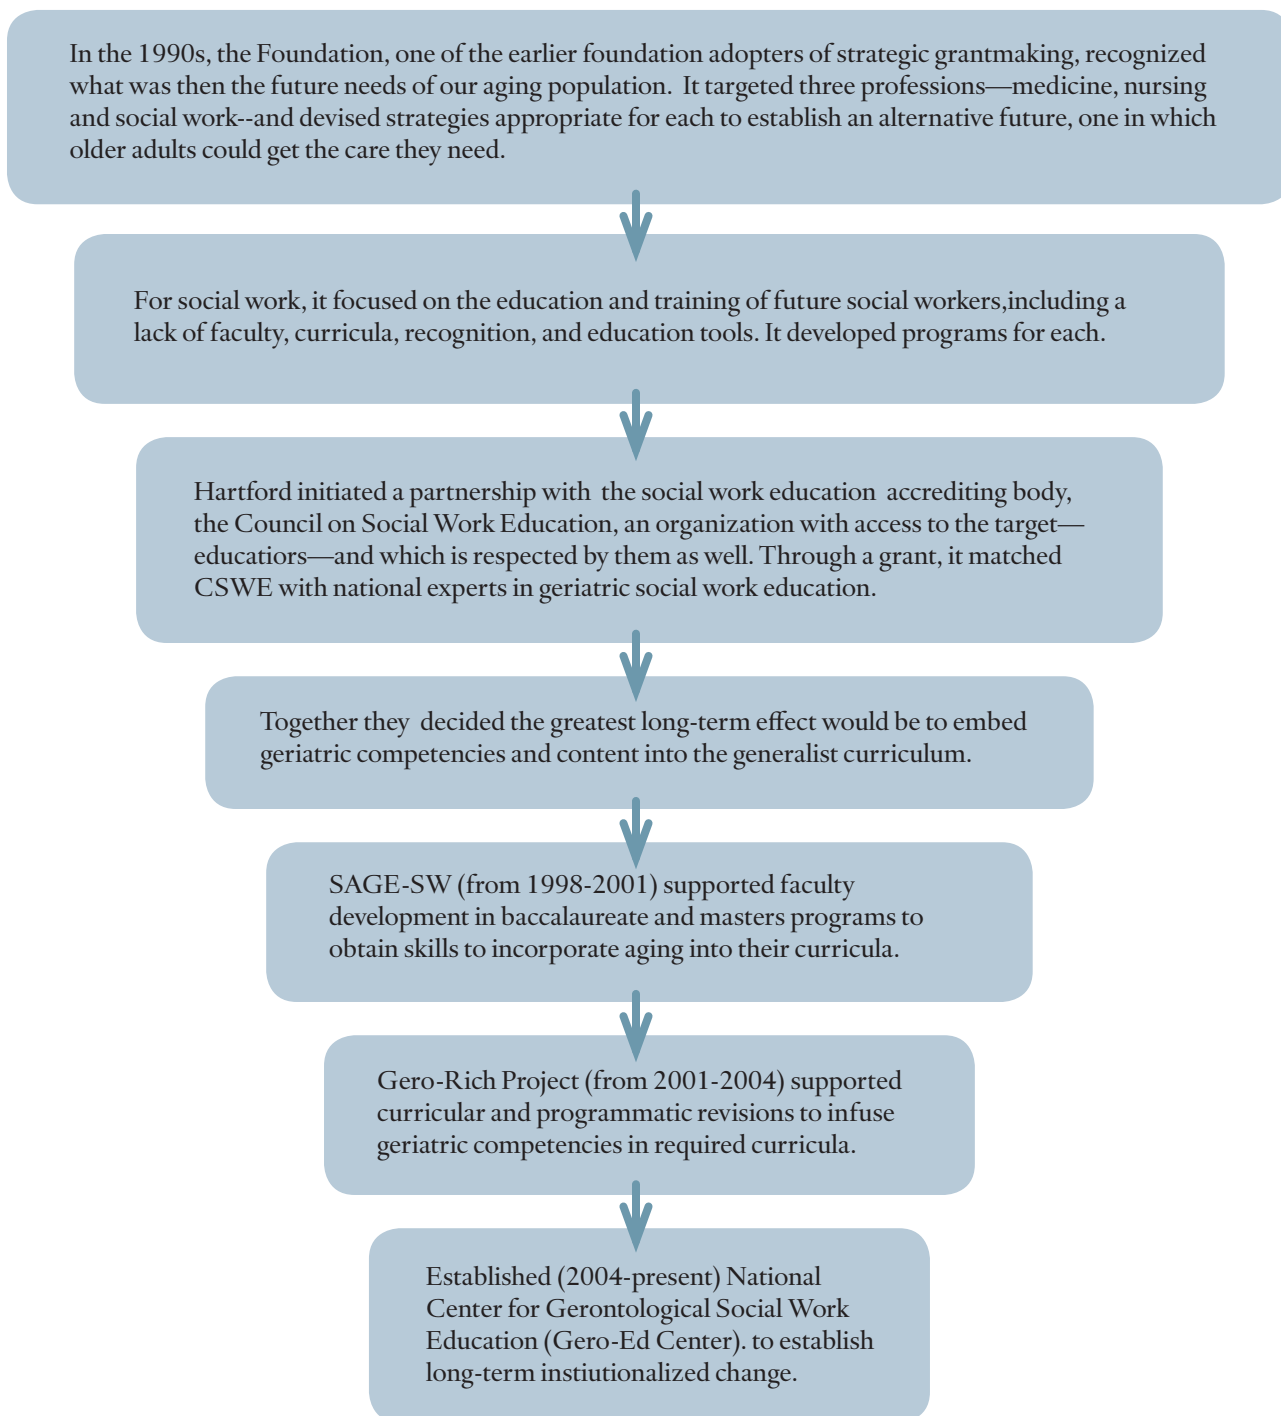 In the 1990s, the Foundation, one of the earlier foundation adopters of strategic grantmaking, recognized
what was then the future needs of our aging population.  It targeted three professions—medicine, nursing
and social work--and devised strategies appropriate for each to establish an alternative future, one in which
older adults could get the care they need.
For social work, it focused on the education and training of future social workers,including a
lack of faculty, curricula, recognition, and education tools. It developed programs for each.
Hartford initiated a partnership with  the social work education  accrediting body,
the Council on Social Work Education, an organization with access to the target—
educatiors—and which is respected by them as well. Through a grant, it matched
CSWE with national experts in geriatric social work education.
Together they  decided the greatest long-term effect would be to embed
geriatric competencies and content into the generalist curriculum.
SAGE-SW (from 1998-2001) supported faculty
development in baccalaureate and masters programs to
obtain skills to incorporate aging into their curricula.
Gero-Rich Project (from 2001-2004) supported
curricular and programmatic revisions to infuse
geriatric competencies in required curricula.
Established (2004-present) National
Center for Gerontological Social Work
Education (Gero-Ed Center). to establish
long-term instiutionalized change.